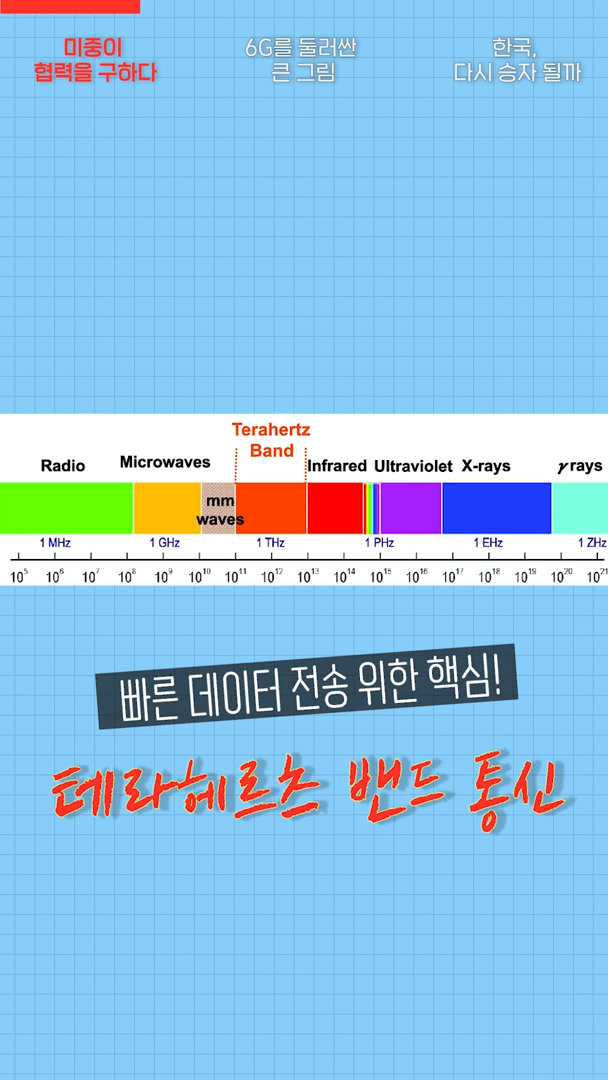 미중이
협력을 구하다
6G를 둘러싼
큰 그림
한국,
다시 승자 될까
Terahertz
Band
Radio
Microwaves
Infrared
Ultraviolet
X-rays
γ rays
mm
waves
1 MHz
1 GHz
1 THz
1 PHz
1 EHz
1 ZHz
10⁵ 10⁶ 10⁷ 10⁸ 10⁹ 10¹⁰ 10¹¹ 10¹² 10¹³ 10¹⁴ 10¹⁵ 10¹⁶ 10¹⁷ 10¹⁸ 10¹⁹ 10²⁰ 10²¹
빠른 데이터 전송 위한 핵심!
테라헤르츠 밴드 통신